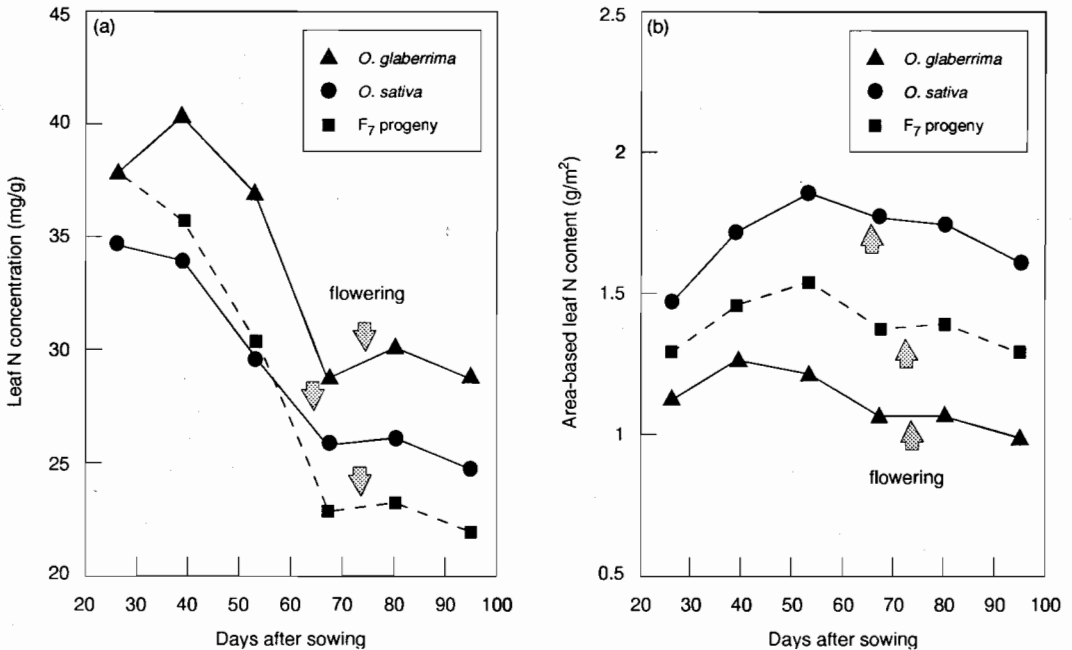 (a)
O. glaberrima
O. sativa
F₇ progeny
flowering
Leaf N concentration (mg/g)
45
40
35
30
25
20
20 30 40 50 60 70 80 90 100
Days after sowing
(b)
O. glaberrima
O. sativa
F₇ progeny
flowering
Area-based leaf N content (g/m²)
2.5
2
1.5
1
0.5
20 30 40 50 60 70 80 90 100
Days after sowing